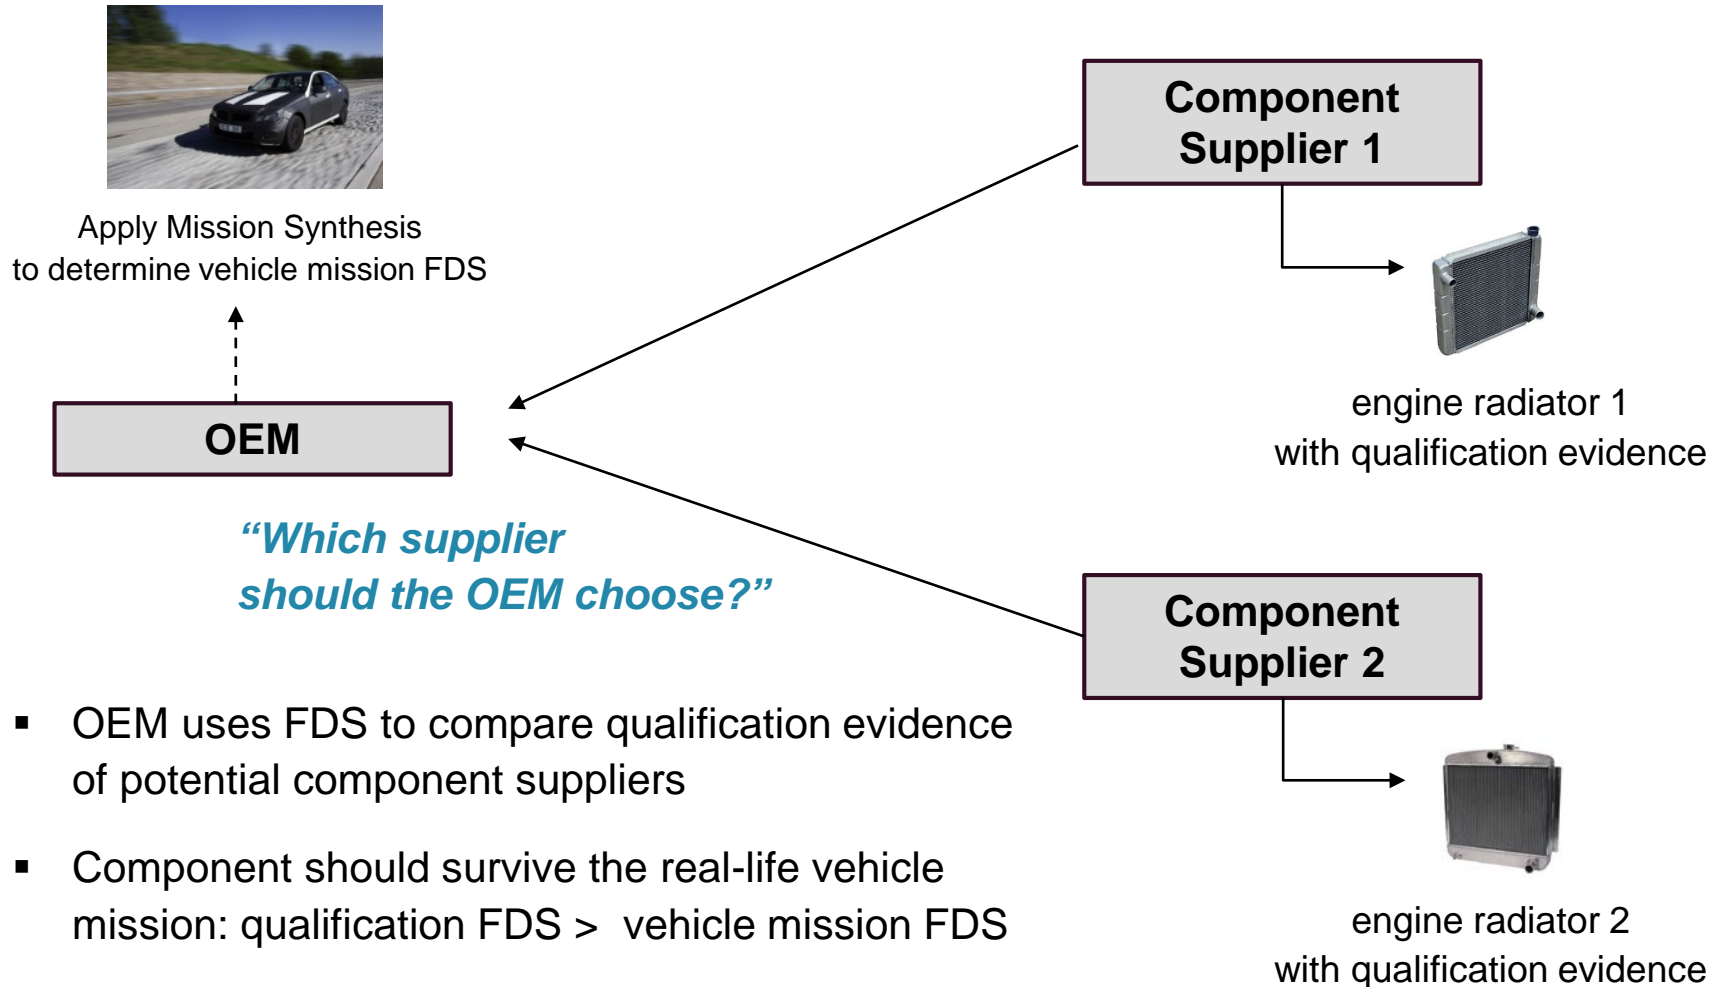 Apply Mission Synthesis
to determine vehicle mission FDS
OEM
“Which supplier
should the OEM choose?”
▪ OEM uses FDS to compare qualification evidence
of potential component suppliers
▪ Component should survive the real-life vehicle
mission: qualification FDS > vehicle mission FDS
Component
Supplier 1
engine radiator 1
with qualification evidence
Component
Supplier 2
engine radiator 2
with qualification evidence